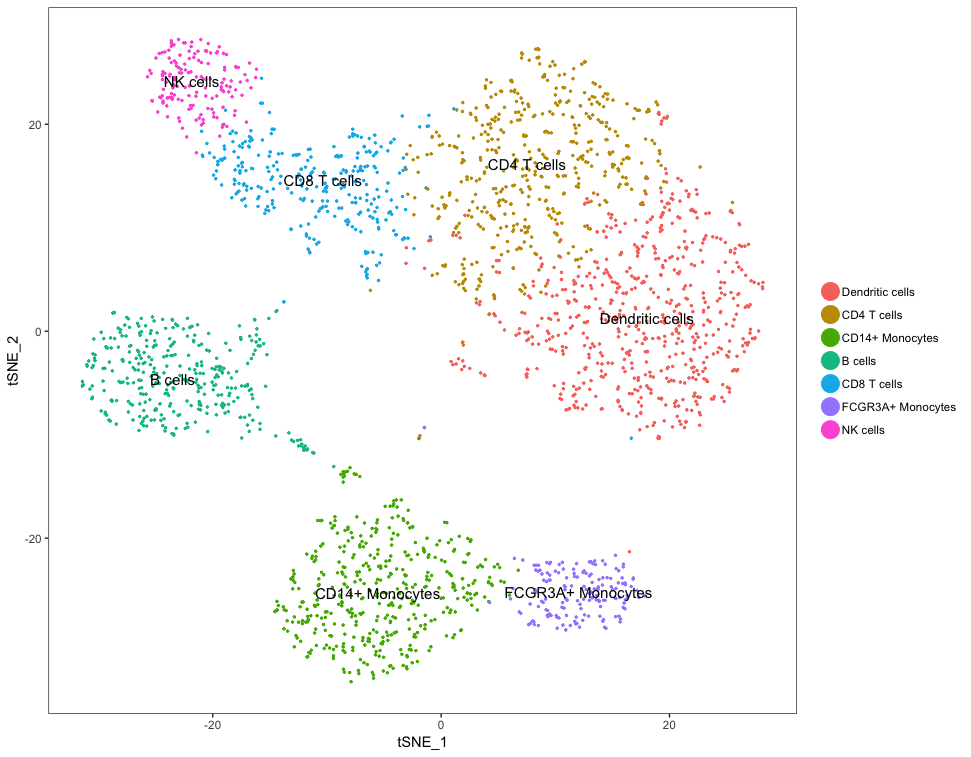 NK cells
CD4 T cells
CD8 T cells
Dendritic cells
B cells
CD14+ Monocytes
FCGR3A+ Monocytes
20
0
-20
tSNE_2
-20
0
20
tSNE_1
Dendritic cells
CD4 T cells
CD14+ Monocytes
B cells
CD8 T cells
FCGR3A+ Monocytes
NK cells